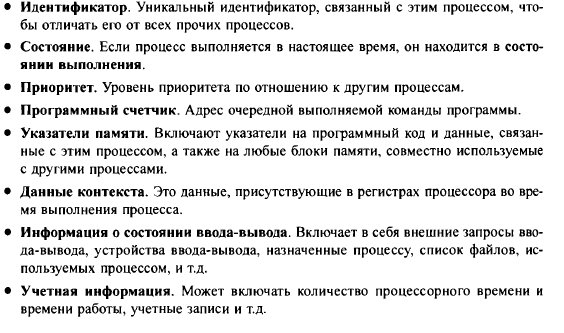 • Идентификатор. Уникальный идентификатор, связанный с этим процессом, что-
бы отличать его от всех прочих процессов.
• Состояние. Если процесс выполняется в настоящее время, он находится в состо-
янии выполнения.
• Приоритет. Уровень приоритета по отношению к другим процессам.
• Программный счетчик. Адрес очередной выполняемой команды программы.
• Указатели памяти. Включают указатели на программный код и данные, связан-
ные с этим процессом, а также на любые блоки памяти, совместно используемые
с другими процессами.
• Данные контекста. Это данные, присутствующие в регистрах процессора во вре-
мя выполнения процесса.
• Информация о состоянии ввода-вывода. Включает в себя внешние запросы вво-
да-вывода, устройства ввода-вывода, назначенные процессу, список файлов, ис-
пользуемых процессом, и т.д.
• Учетная информация. Может включать количество процессорного времени и
времени работы, учетные записи и т.д.